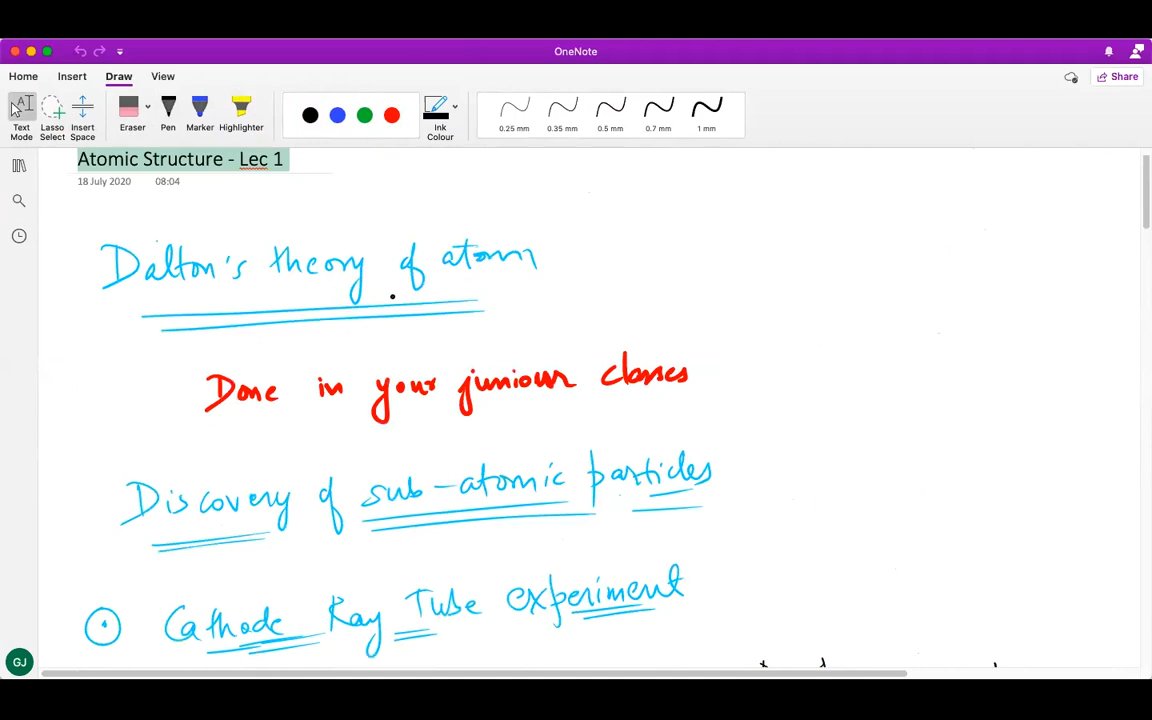 OneNote
Home Insert Draw View
Share
Text Mode
Lasso Select
Insert Space
Eraser
Pen
Marker
Highlighter
Ink Colour
0.25 mm
0.35 mm
0.5 mm
0.7 mm
1 mm
Atomic Structure - Lec 1
18 July 2020 08:04
Dalton's theory of atom
Done in your juniour classes
Discovery of sub-atomic particles
Cathode Ray Tube experiment
GJ